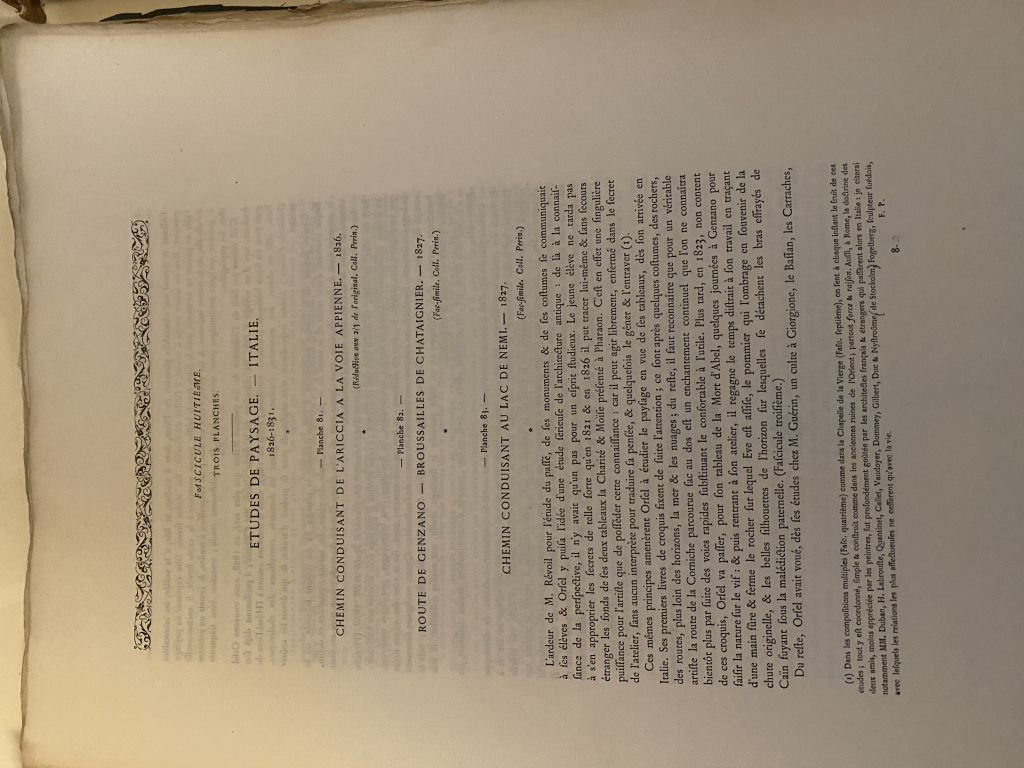 FASCICULE HUITIÈME.
TROIS PLANCHES.
ETUDES DE PAYSAGE. — ITALIE.
1826-1831.
*
— Planche 81. —
CHEMIN CONDUISANT DE L'ARICCIA A LA VOIE APPIENNE. — 1826.
(Réduction aux 2/3 de l'original. Coll. Perin.)
*
— Planche 82. —
ROUTE DE GENZANO — BROUSSAILLES DE CHATAIGNIER. — 1827.
(Fac-simile. Coll. Perin.)
*
— Planche 83. —
CHEMIN CONDUISANT AU LAC DE NEMI. — 1827.
(Fac-simile. Coll. Perin.)
*
L'ardeur de M. Révoil pour l'étude du paſſé, de ſes monuments & de ſes coſtumes ſe communiquait
à ſes élèves & Orſel y puiſa l'idée d'une étude ſérieuſe de l'architecture antique : de là à la connaiſ-
ſance de la perſpective, il n'y avait qu'un pas pour un eſprit ſtudieux. Le jeune élève ne tarda pas
à s'en approprier les ſecrets de telle ſorte qu'en 1821 & en 1826 il put tracer lui-même & ſans ſecours
étranger les fonds de ſes deux tableaux la Charité & Moïſe préſenté à Pharaon. C'eſt en effet une ſingulière
puiſſance pour l'artiſte que de poſſéder cette connaiſſance : car il peut agir librement, enfermé dans le ſecret
de l'atelier, ſans aucun interprète pour traduire ſa penſée, & quelquefois le gêner & l'entraver (1).
Ces mêmes principes amenèrent Orſel à étudier le payſage en vue de ſes tableaux, dès ſon arrivée en
Italie. Ses premiers livres de croquis fixent de ſuite l'attention ; ce ſont après quelques coſtumes, des rochers,
des routes, plus loin des horizons, la mer & les nuages ; du reſte, il faut reconnaître que pour un véritable
artiſte la route de la Corniche parcourue ſac au dos eſt un enchantement continuel que l'on ne connaîtra
bientôt plus par ſuite des voies rapides ſubſtituant le confortable à l'utile. Plus tard, en 1823, non content
de ces croquis, Orſel va paſſer, pour ſon tableau de la Mort d'Abel, quelques journées à Genzano pour
ſaiſir la nature ſur le vif : & puis rentrant à ſon atelier, il regagne le temps diſtrait à ſon travail en traçant
d'une main ſûre & ferme le rocher ſur lequel Eve eſt aſſiſe, le pommier qui l'ombrage en ſouvenir de la
chute originelle, & les belles ſilhouettes de l'horizon ſur leſquelles ſe détachent les bras effrayés de
Caïn fuyant ſous la malédiction paternelle. (Faſcicule troiſième.)
Du reſte, Orſel avait voué, dès ſes études chez M. Guérin, un culte à Giorgione, le Baſſan, les Carraches,
(1) Dans les compoſitions multiples (Faſc. quatrième) comme dans la Chapelle de la Vierge (Faſc. ſeptième), on ſent à chaque inſtant le fruit de ces
études ; tout y eſt coordonné, ſimple & conſtruit comme dans les anciennes ruines de l'Orient ; partout force & raiſon. Auſſi, à Rome, la doctrine des
deux amis, moins appréciée par les peintres, fut profondément goûtée par les architectes français & étrangers qui paſſèrent alors en Italie : je citerai
notamment MM. Duban, H. Labrouſte, Quantinet, Callet, Vaudoyer, Dommey, Gilbert, Duc & Nyſtroĕme (de Stockolm) Fogelberg, ſculpteur ſuédois,
avec leſquels les relations les plus affectueuſes ne ceſſèrent qu'avec la vie.
F. P.
8-